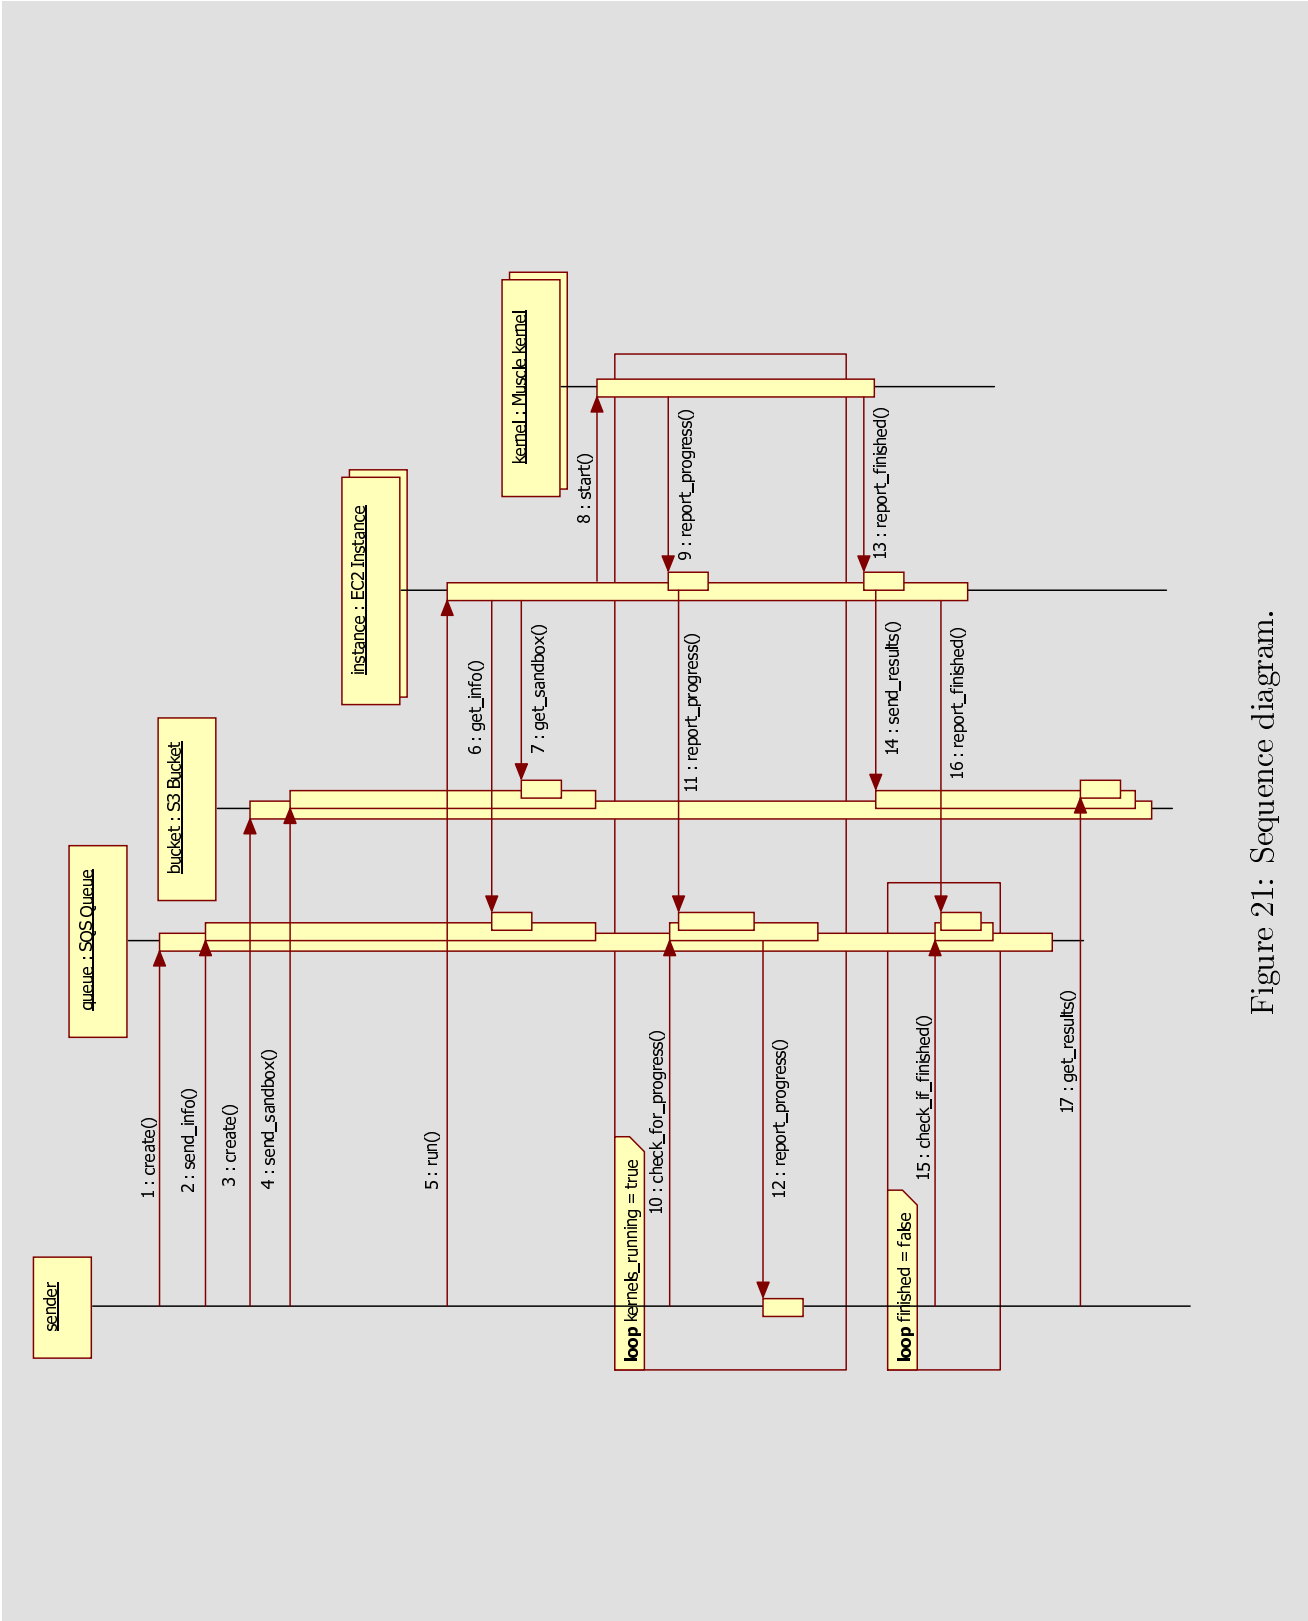 sender
queue : SQS Queue
bucket : S3 Bucket
instance : EC2 Instance
kernel : Muscle kernel
1 : create()
2 : send_info()
3 : create()
4 : send_sandbox()
5 : run()
6 : get_info()
7 : get_sandbox()
8 : start()
loop kernels_running = true
9 : report_progress()
10 : check_for_progress()
11 : report_progress()
12 : report_progress()
13 : report_finished()
14 : send_results()
loop finished = false
15 : check_if_finished()
16 : report_finished()
17 : get_results()
Figure 21: Sequence diagram.